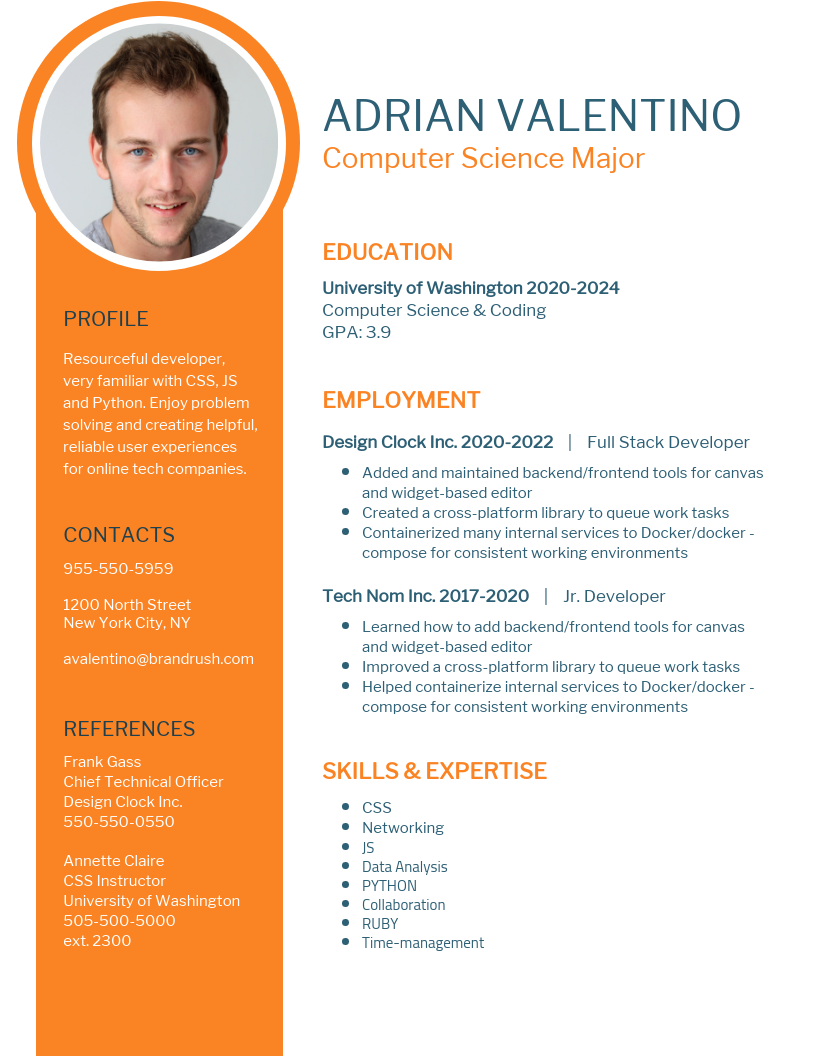 ADRIAN VALENTINO
Computer Science Major
PROFILE
Resourceful developer,
very familiar with CSS, JS
and Python. Enjoy problem
solving and creating helpful,
reliable user experiences
for online tech companies.
CONTACTS
955-550-5959
1200 North Street
New York City, NY
avalentino@brandrush.com
REFERENCES
Frank Gass
Chief Technical Officer
Design Clock Inc.
550-550-0550
Annette Claire
CSS Instructor
University of Washington
505-500-5000
ext. 2300
EDUCATION
University of Washington 2020-2024
Computer Science & Coding
GPA: 3.9
EMPLOYMENT
Design Clock Inc. 2020-2022 | Full Stack Developer
• Added and maintained backend/frontend tools for canvas
and widget-based editor
• Created a cross-platform library to queue work tasks
• Containerized many internal services to Docker/docker -
compose for consistent working environments
Tech Nom Inc. 2017-2020 | Jr. Developer
• Learned how to add backend/frontend tools for canvas
and widget-based editor
• Improved a cross-platform library to queue work tasks
• Helped containerize internal services to Docker/docker -
compose for consistent working environments
SKILLS & EXPERTISE
• CSS
• Networking
• JS
• Data Analysis
• PYTHON
• Collaboration
• RUBY
• Time-management